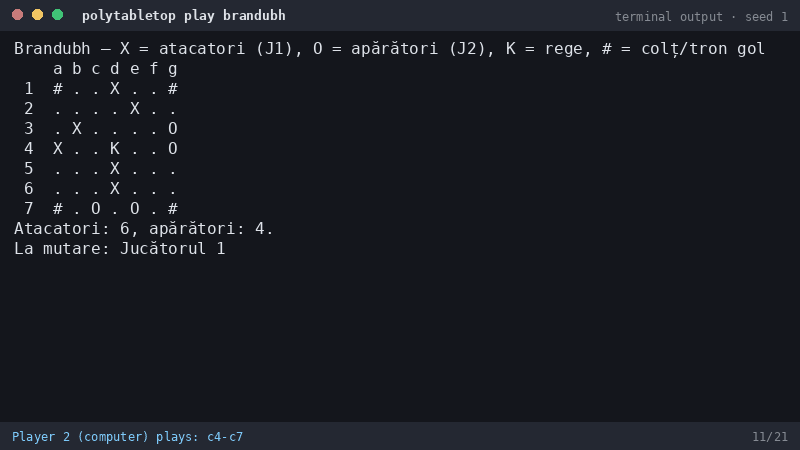 polytabletop play brandubh
terminal output · seed 1
Brandubh — X = atacatori (J1), O = apărători (J2), K = rege, # = colț/tron gol
a b c d e f g
1 # . . X . . #
2 . . . . X . .
3 . X . . . . O
4 X . . K . . O
5 . . . X . . .
6 . . . X . . .
7 # . O . O . #
Atacatori: 6, apărători: 4.
La mutare: Jucătorul 1
Player 2 (computer) plays: c4-c7
11/21